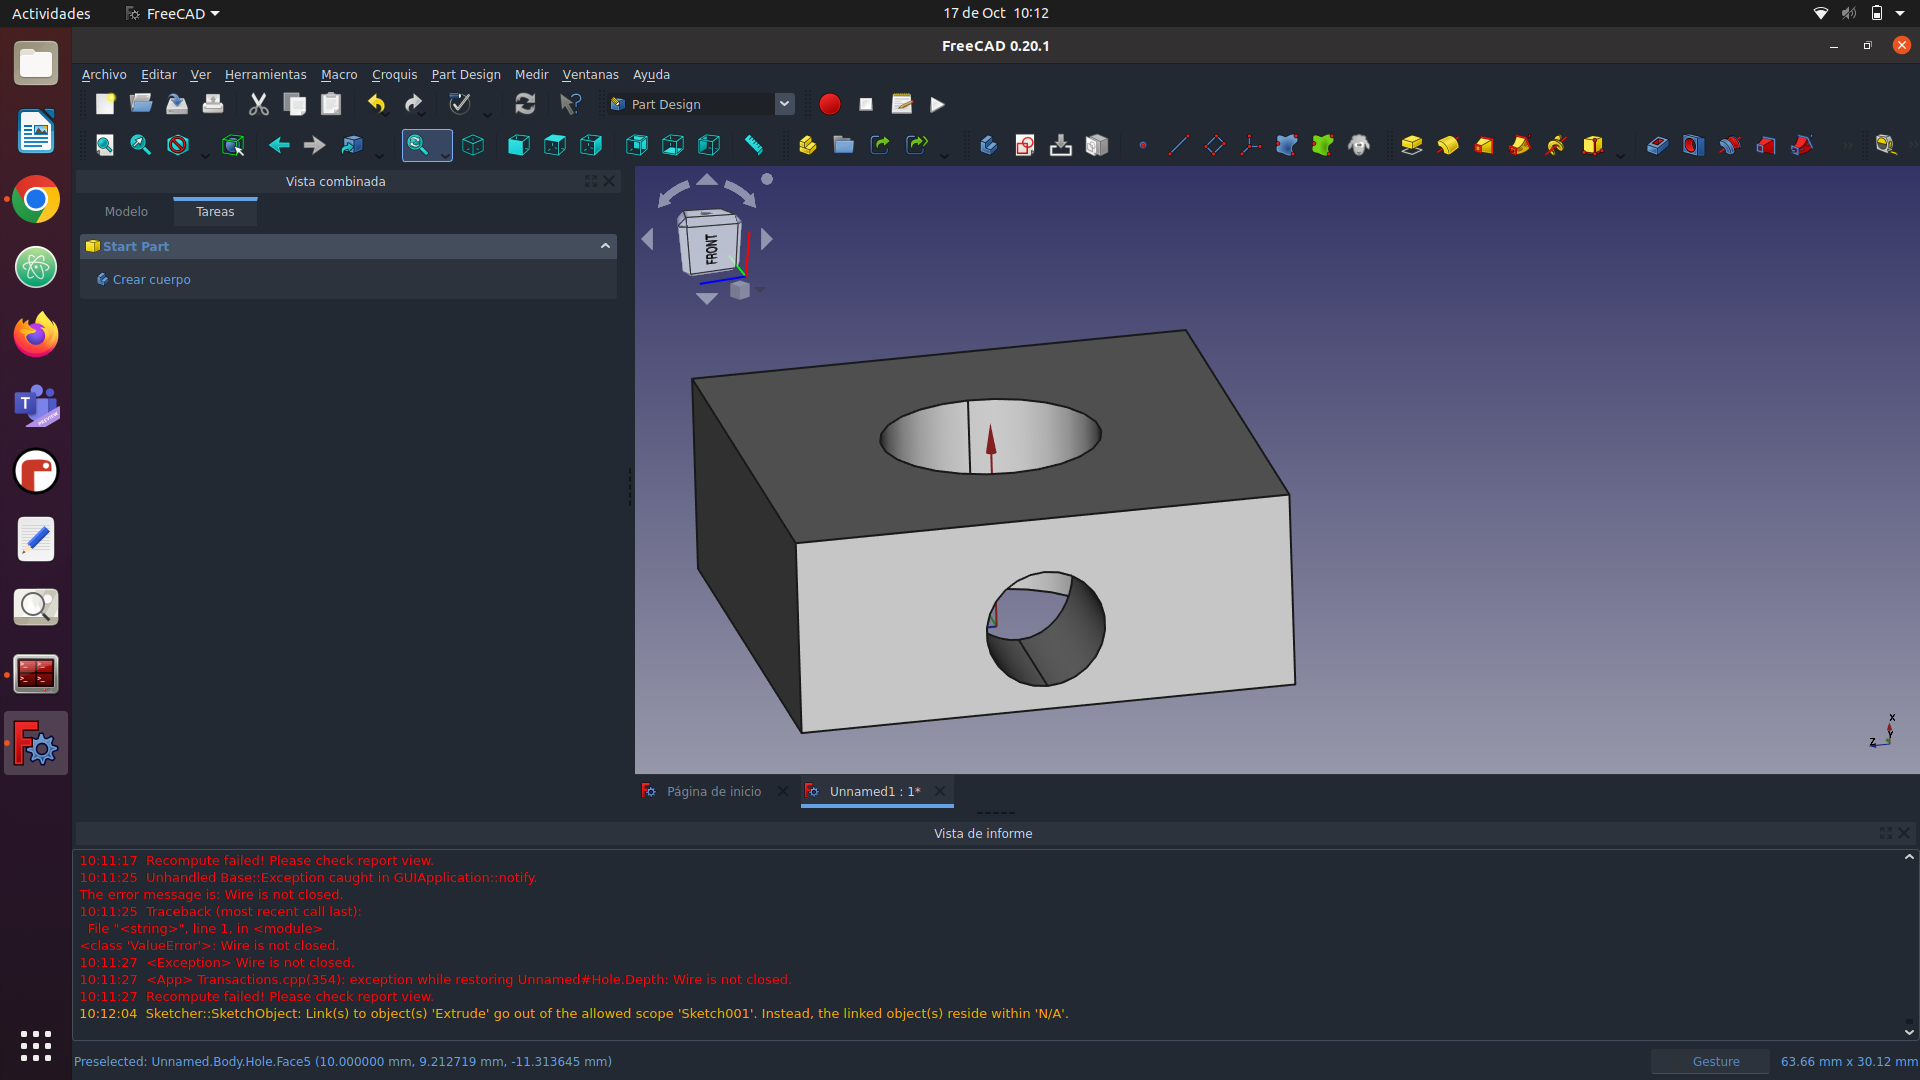 Actividades
FreeCAD
17 de Oct 10:12
FreeCAD 0.20.1
Archivo Editar Ver Herramientas Macro Croquis Part Design Medir Ventanas Ayuda
Part Design
Vista combinada
Modelo Tareas
Start Part
Crear cuerpo
FRONT
X
Y
Z
Página de inicio
Unnamed1 : 1*
Vista de informe
10:11:17 Recompute failed! Please check report view.
10:11:25 Unhandled Base::Exception caught in GUIApplication::notify.
The error message is: Wire is not closed.
10:11:25 Traceback (most recent call last):
File "<string>", line 1, in <module>
<class 'ValueError'>: Wire is not closed.
10:11:27 <Exception> Wire is not closed.
10:11:27 <App> Transactions.cpp(354): exception while restoring Unnamed#Hole.Depth: Wire is not closed.
10:11:27 Recompute failed! Please check report view.
10:12:04 Sketcher::SketchObject: Link(s) to object(s) 'Extrude' go out of the allowed scope 'Sketch001'. Instead, the linked object(s) reside within 'N/A'.
Preselected: Unnamed.Body.Hole.Face5 (10.000000 mm, 9.212719 mm, -11.313645 mm)
Gesture
63.66 mm x 30.12 mm